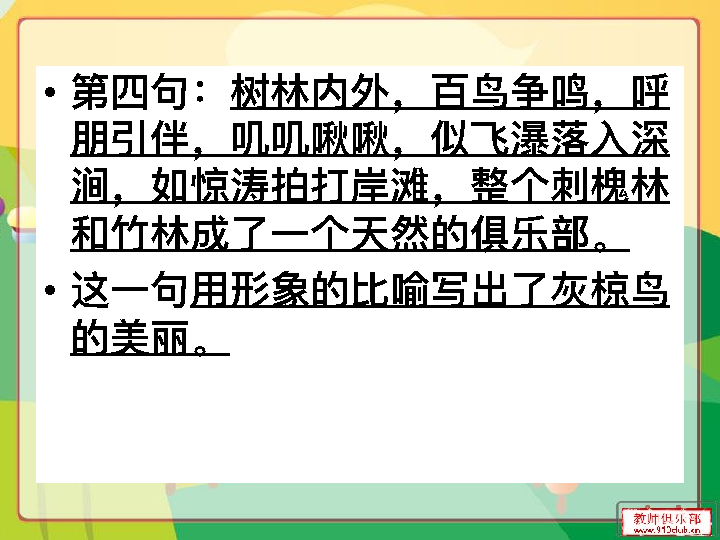 • 第四句：树林内外，百鸟争鸣，呼
朋引伴，叽叽啾啾，似飞瀑落入深
涧，如惊涛拍打岸滩，整个刺槐林
和竹林成了一个天然的俱乐部。
• 这一句用形象的比喻写出了灰椋鸟
的美丽。
教师俱乐部
www.913club.cn